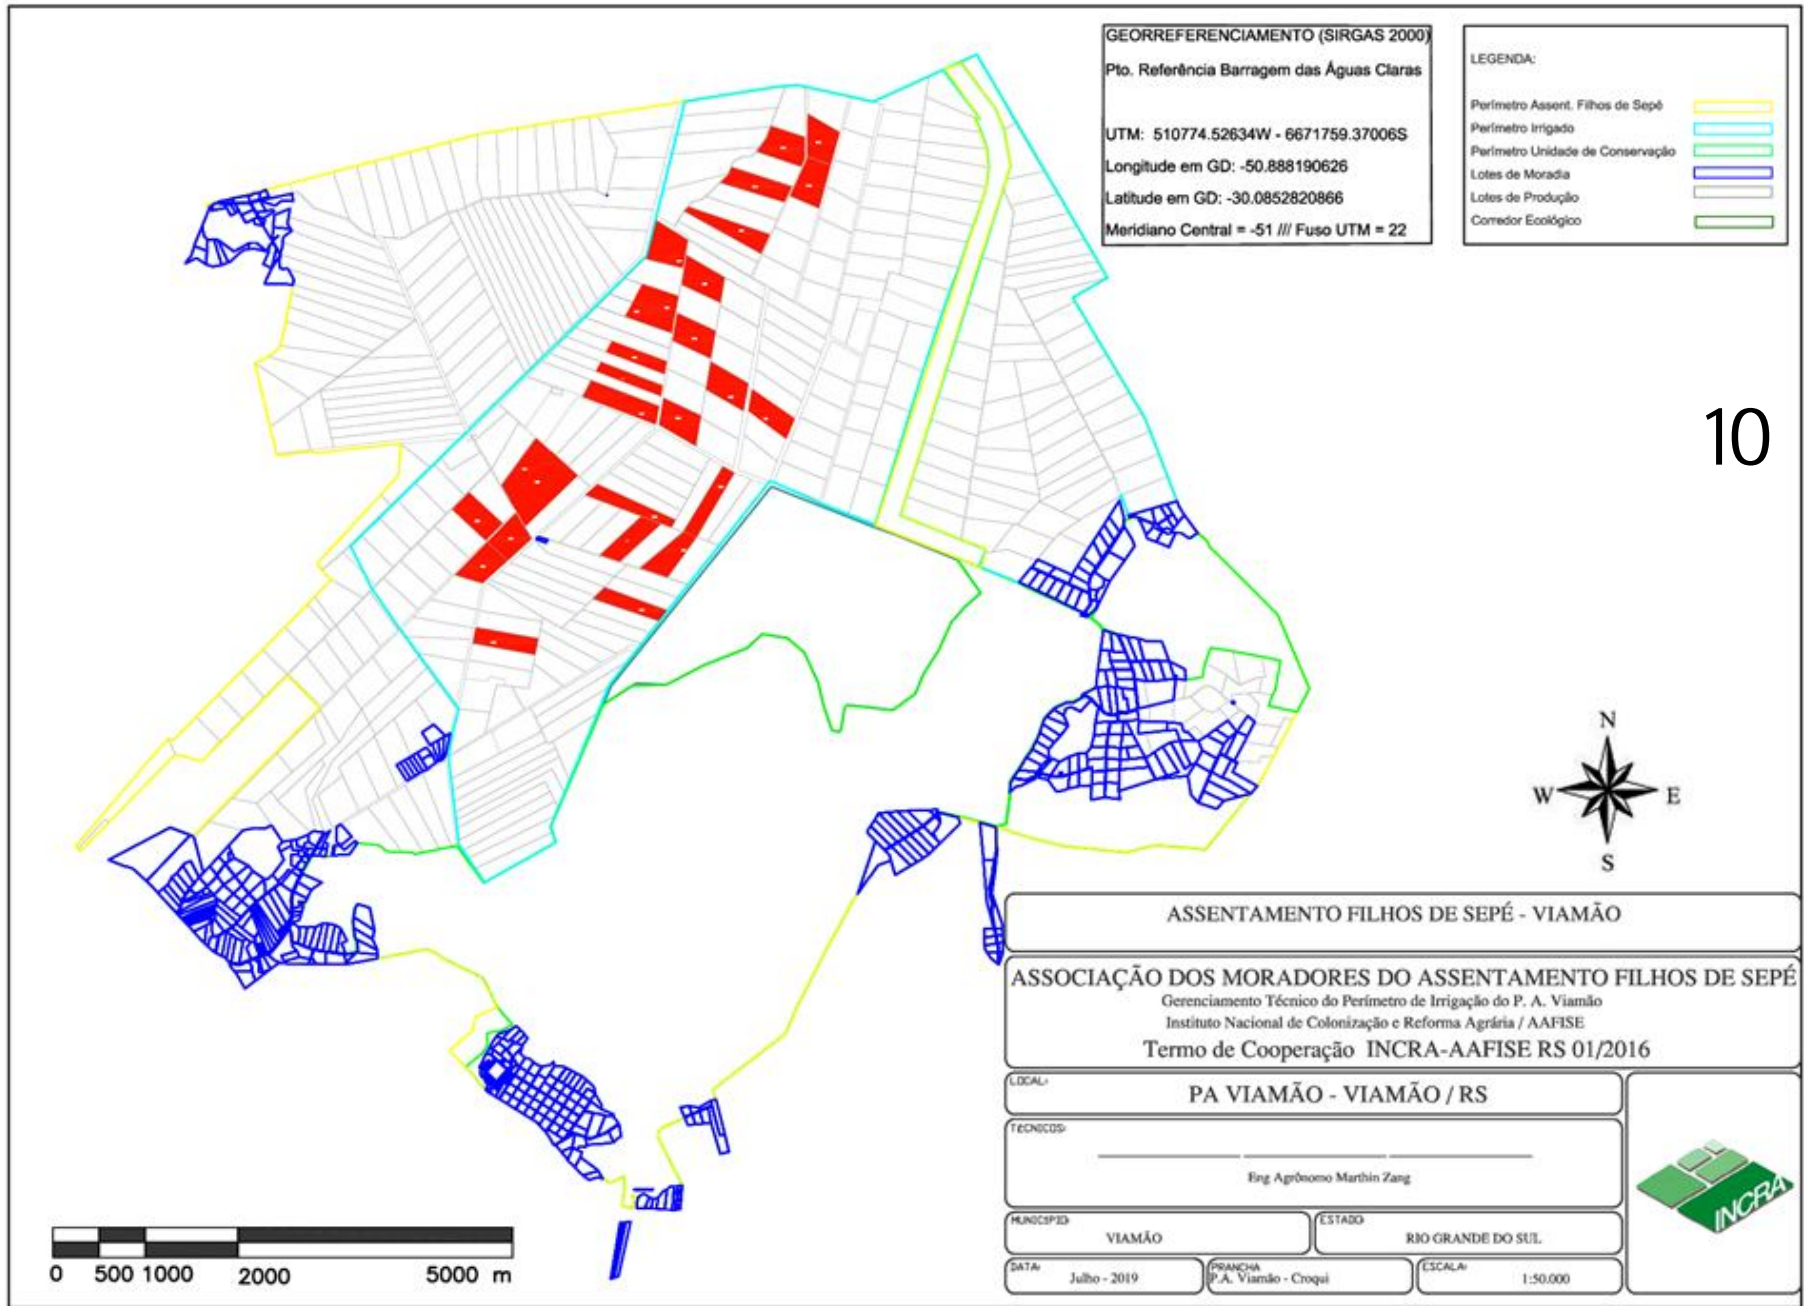 GEORREFERENCIAMENTO (SIRGAS 2000)
Pto. Referência Barragem das Águas Claras
UTM: 510774.52634W - 6671759.37006S
Longitude em GD: -50.888190626
Latitude em GD: -30.0852820866
Meridiano Central = -51 /// Fuso UTM = 22
LEGENDA:
Perímetro Assent. Filhos de Sepé
Perímetro Irrigado
Perímetro Unidade de Conservação
Lotes de Moradia
Lotes de Produção
Corredor Ecológico
10
N
W
E
S
ASSENTAMENTO FILHOS DE SEPÉ - VIAMÃO
ASSOCIAÇÃO DOS MORADORES DO ASSENTAMENTO FILHOS DE SEPÉ
Gerenciamento Técnico do Perímetro de Irrigação do P. A. Viamão
Instituto Nacional de Colonização e Reforma Agrária / AAFISE
Termo de Cooperação INCRA-AAFISE RS 01/2016
LOCAL:
PA VIAMÃO - VIAMÃO / RS
TÉCNICOS:
Eng Agrônomo Marthin Zang
MUNICÍPIO:
VIAMÃO
ESTADO:
RIO GRANDE DO SUL
DATA:
Julho - 2019
PRANCHA
P.A. Viamão - Croqui
ESCALA:
1:50.000
INCRA
0 500 1000 2000 5000 m